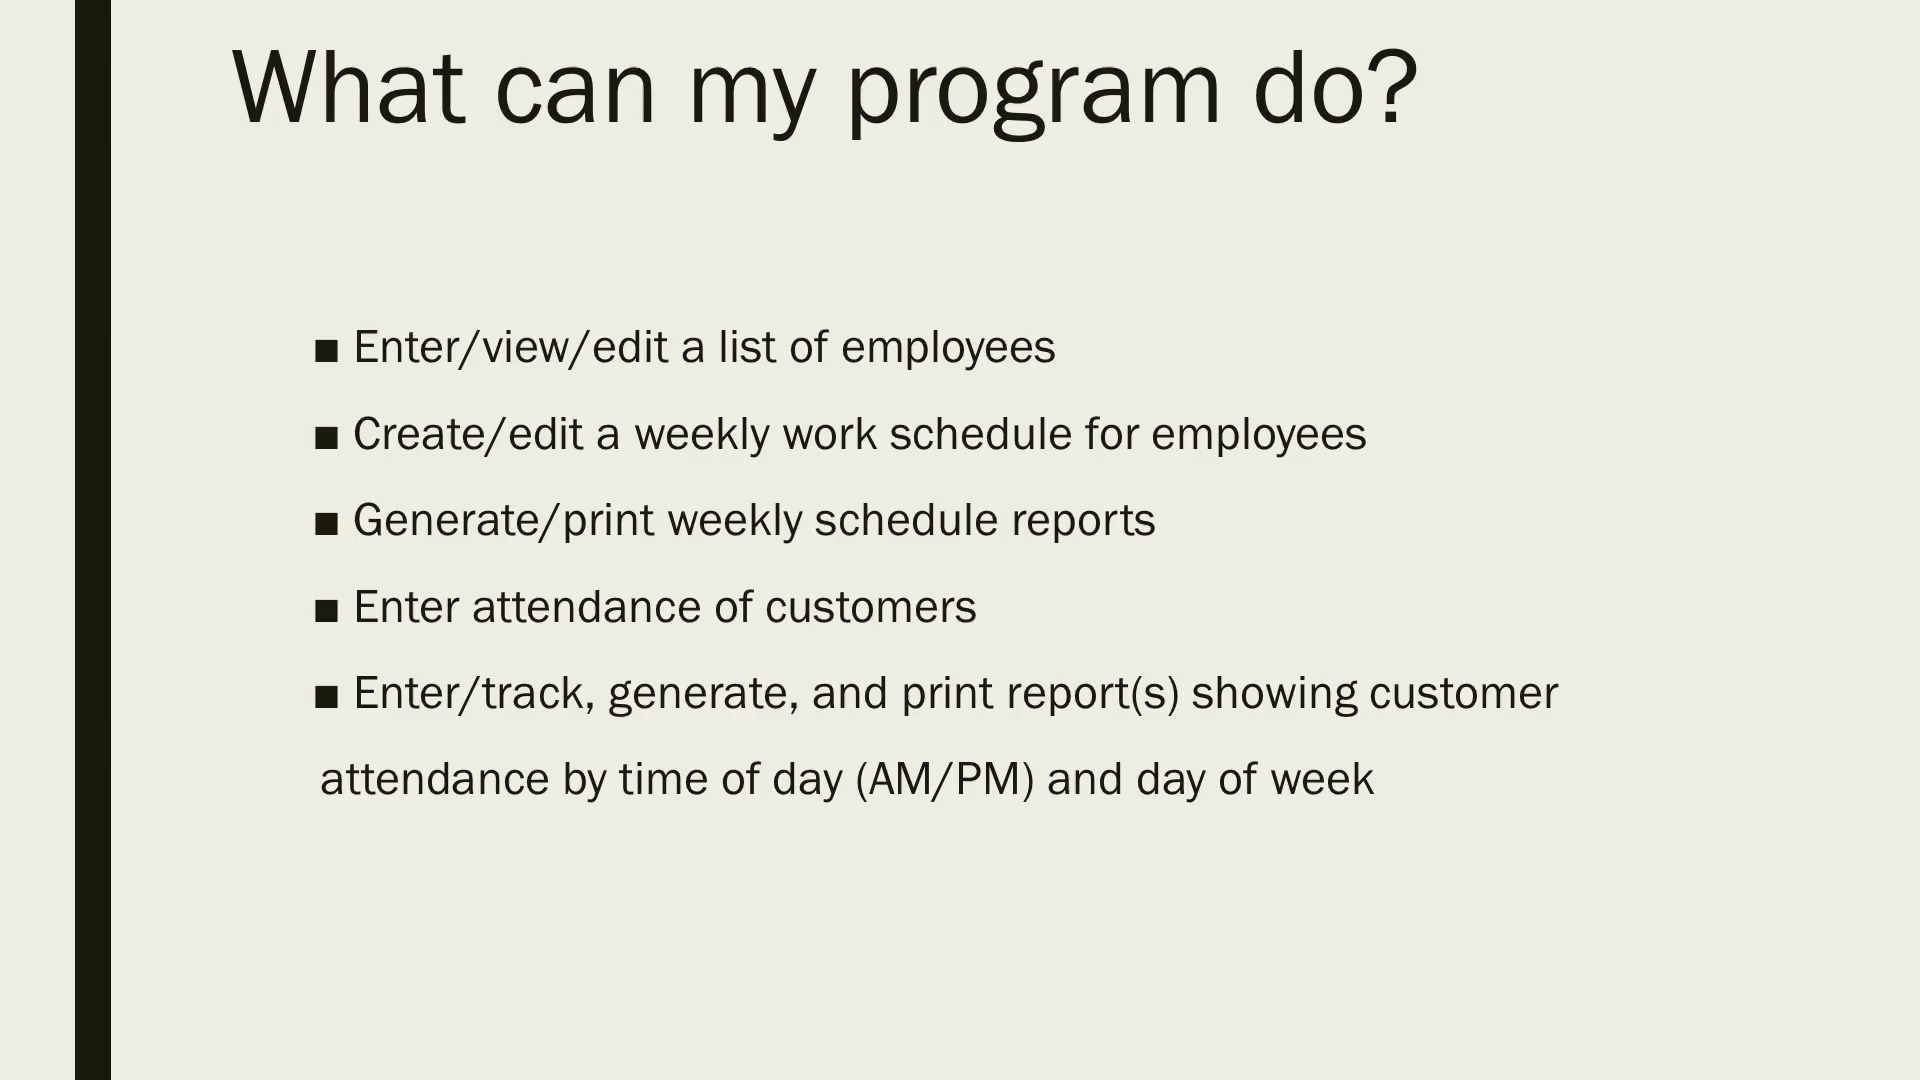 What can my program do?
■ Enter/view/edit a list of employees
■ Create/edit a weekly work schedule for employees
■ Generate/print weekly schedule reports
■ Enter attendance of customers
■ Enter/track, generate, and print report(s) showing customer
attendance by time of day (AM/PM) and day of week